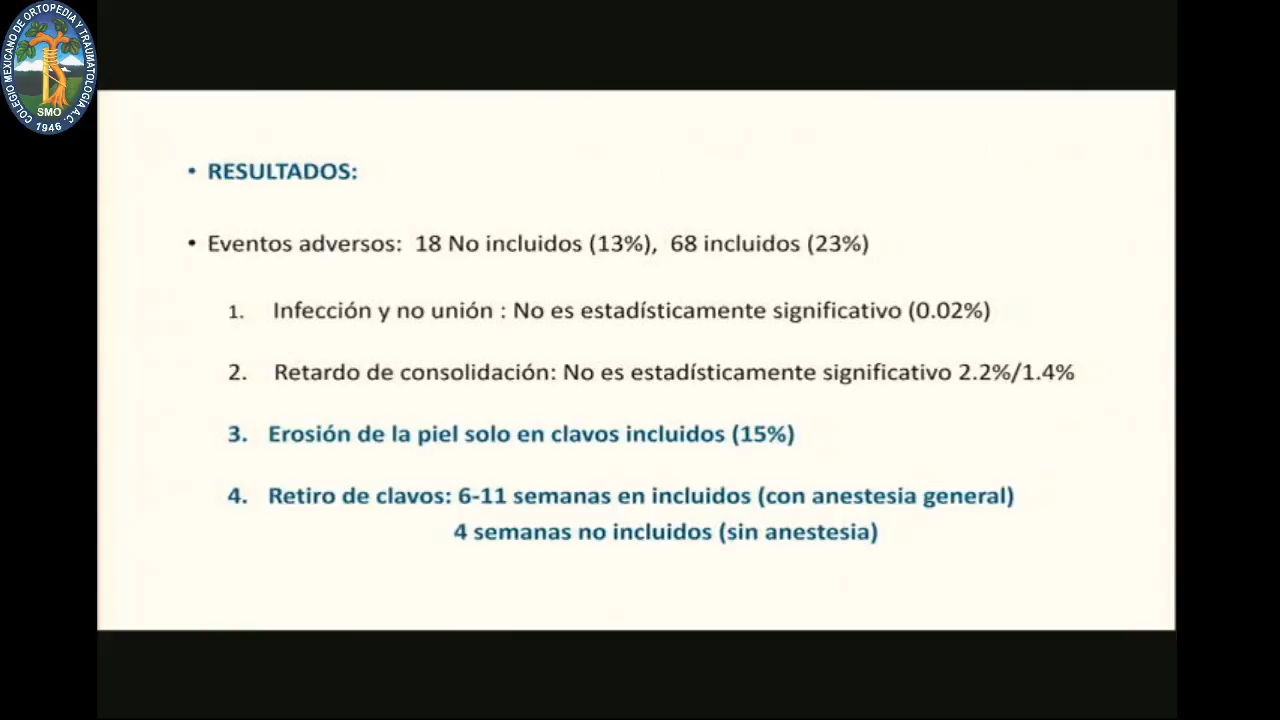 COLEGIO MEXICANO DE ORTOPEDIA Y TRAUMATOLOGÍA A.C.
SMO
1946
• RESULTADOS:
• Eventos adversos: 18 No incluidos (13%), 68 incluidos (23%)
1. Infección y no unión : No es estadísticamente significativo (0.02%)
2. Retardo de consolidación: No es estadísticamente significativo 2.2%/1.4%
3. Erosión de la piel solo en clavos incluidos (15%)
4. Retiro de clavos: 6-11 semanas en incluidos (con anestesia general)
4 semanas no incluidos (sin anestesia)